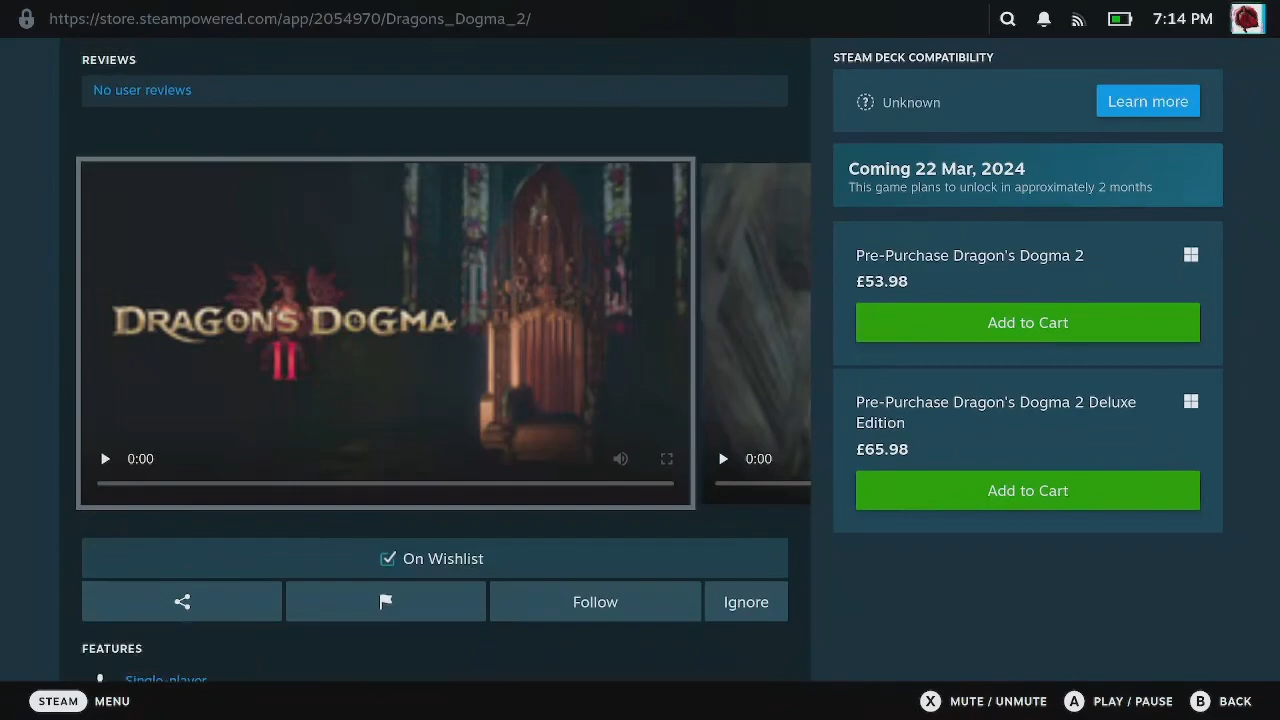 https://store.steampowered.com/app/2054970/Dragons_Dogma_2/
7:14 PM
REVIEWS
No user reviews
DRAGON'S DOGMA
II
0:00
0:00
On Wishlist
Follow
Ignore
FEATURES
Single-player
STEAM DECK COMPATIBILITY
Unknown
Learn more
Coming 22 Mar, 2024
This game plans to unlock in approximately 2 months
Pre-Purchase Dragon's Dogma 2
£53.98
Add to Cart
Pre-Purchase Dragon's Dogma 2 Deluxe
Edition
£65.98
Add to Cart
STEAM MENU
X MUTE / UNMUTE A PLAY / PAUSE B BACK